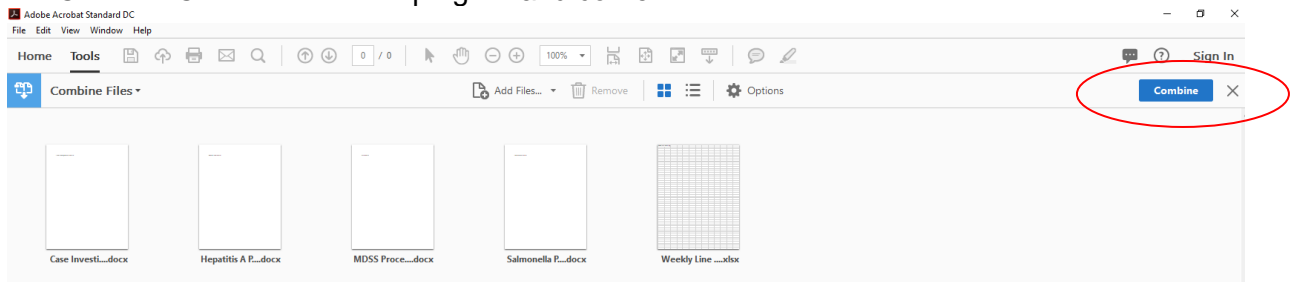 Adobe Acrobat Standard DC
File Edit View Window Help
Home Tools 0 / 0 100% Sign In
Combine Files Add Files... Remove Options Combine
Case Investi....docx Hepatitis A P....docx MDSS Proce....docx Salmonella P....docx Weekly Line ....xlsx